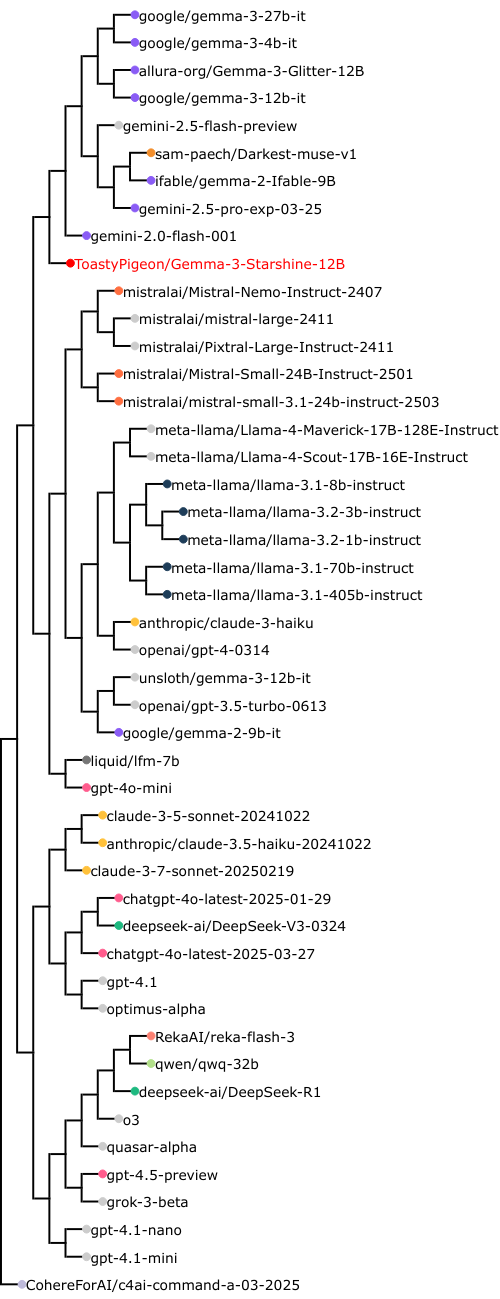 google/gemma-3-27b-it
google/gemma-3-4b-it
allura-org/Gemma-3-Glitter-12B
google/gemma-3-12b-it
gemini-2.5-flash-preview
sam-paech/Darkest-muse-v1
ifable/gemma-2-Ifable-9B
gemini-2.5-pro-exp-03-25
gemini-2.0-flash-001
ToastyPigeon/Gemma-3-Starshine-12B
mistralai/Mistral-Nemo-Instruct-2407
mistralai/mistral-large-2411
mistralai/Pixtral-Large-Instruct-2411
mistralai/Mistral-Small-24B-Instruct-2501
mistralai/mistral-small-3.1-24b-instruct-2503
meta-llama/Llama-4-Maverick-17B-128E-Instruct
meta-llama/Llama-4-Scout-17B-16E-Instruct
meta-llama/llama-3.1-8b-instruct
meta-llama/llama-3.2-3b-instruct
meta-llama/llama-3.2-1b-instruct
meta-llama/llama-3.1-70b-instruct
meta-llama/llama-3.1-405b-instruct
anthropic/claude-3-haiku
openai/gpt-4-0314
unsloth/gemma-3-12b-it
openai/gpt-3.5-turbo-0613
google/gemma-2-9b-it
liquid/lfm-7b
gpt-4o-mini
claude-3-5-sonnet-20241022
anthropic/claude-3.5-haiku-20241022
claude-3-7-sonnet-20250219
chatgpt-4o-latest-2025-01-29
deepseek-ai/DeepSeek-V3-0324
chatgpt-4o-latest-2025-03-27
gpt-4.1
optimus-alpha
RekaAI/reka-flash-3
qwen/qwq-32b
deepseek-ai/DeepSeek-R1
o3
quasar-alpha
gpt-4.5-preview
grok-3-beta
gpt-4.1-nano
gpt-4.1-mini
CohereForAI/c4ai-command-a-03-2025